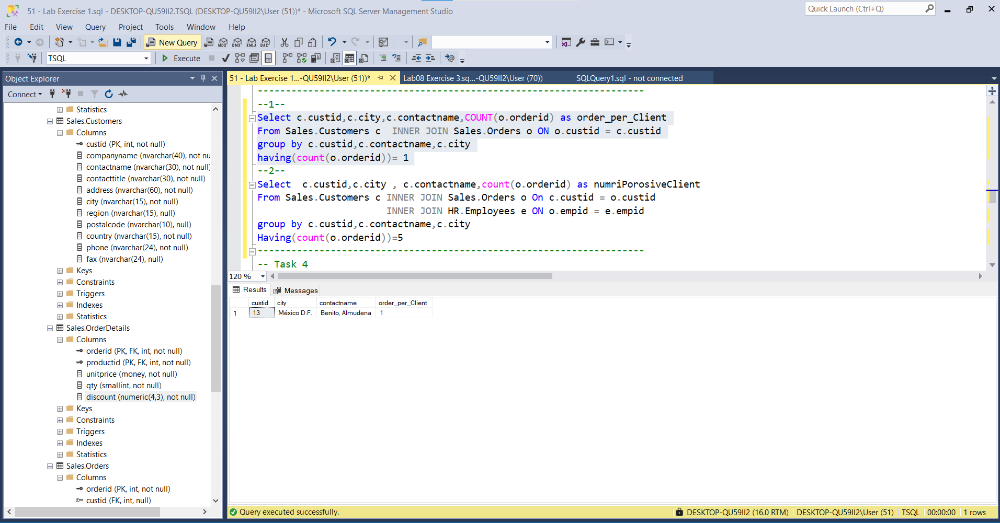 51 - Lab Exercise 1.sql - DESKTOP-QU59II2.TSQL (DESKTOP-QU59II2\User (51))* - Microsoft SQL Server Management Studio
Quick Launch (Ctrl+Q)
File Edit View Query Project Tools Window Help
New Query MDX DMX XMLA DAX
TSQL Execute
Object Explorer
51 - Lab Exercise 1...-QU59II2\User (51))* Lab08 Exercise 3.sq...-QU59II2\User (70)) SQLQuery1.sql - not connected
Connect
Statistics
Sales.Customers
Columns
custid (PK, int, not null)
companyname (nvarchar(40), not nu
contactname (nvarchar(30), not null)
contacttitle (nvarchar(30), not null)
address (nvarchar(60), not null)
city (nvarchar(15), not null)
region (nvarchar(15), null)
postalcode (nvarchar(10), null)
country (nvarchar(15), not null)
phone (nvarchar(24), not null)
fax (nvarchar(24), null)
Keys
Constraints
Triggers
Indexes
Statistics
Sales.OrderDetails
Columns
orderid (PK, FK, int, not null)
productid (PK, FK, int, not null)
unitprice (money, not null)
qty (smallint, not null)
discount (numeric(4,3), not null)
Keys
Constraints
Triggers
Indexes
Statistics
Sales.Orders
Columns
orderid (PK, int, not null)
custid (FK, int, null)
---------------------------------------------------------------------
--1--
Select c.custid,c.city,c.contactname,COUNT(o.orderid) as order_per_Client
From Sales.Customers c  INNER JOIN Sales.Orders o ON o.custid = c.custid
group by c.custid,c.contactname,c.city
having(count(o.orderid))= 1
--2--
Select  c.custid,c.city , c.contactname,count(o.orderid) as numriPorosiveClient
From Sales.Customers c INNER JOIN Sales.Orders o On c.custid = o.custid
INNER JOIN HR.Employees e ON o.empid = e.empid
group by c.custid,c.contactname,c.city
Having(count(o.orderid))=5
---------------------------------------------------------------------
-- Task 4
120 %
Results Messages
custid city contactname order_per_Client
1 13 México D.F. Benito, Almudena 1
Query executed successfully. DESKTOP-QU59II2 (16.0 RTM) DESKTOP-QU59II2\User (51) TSQL 00:00:00 1 rows